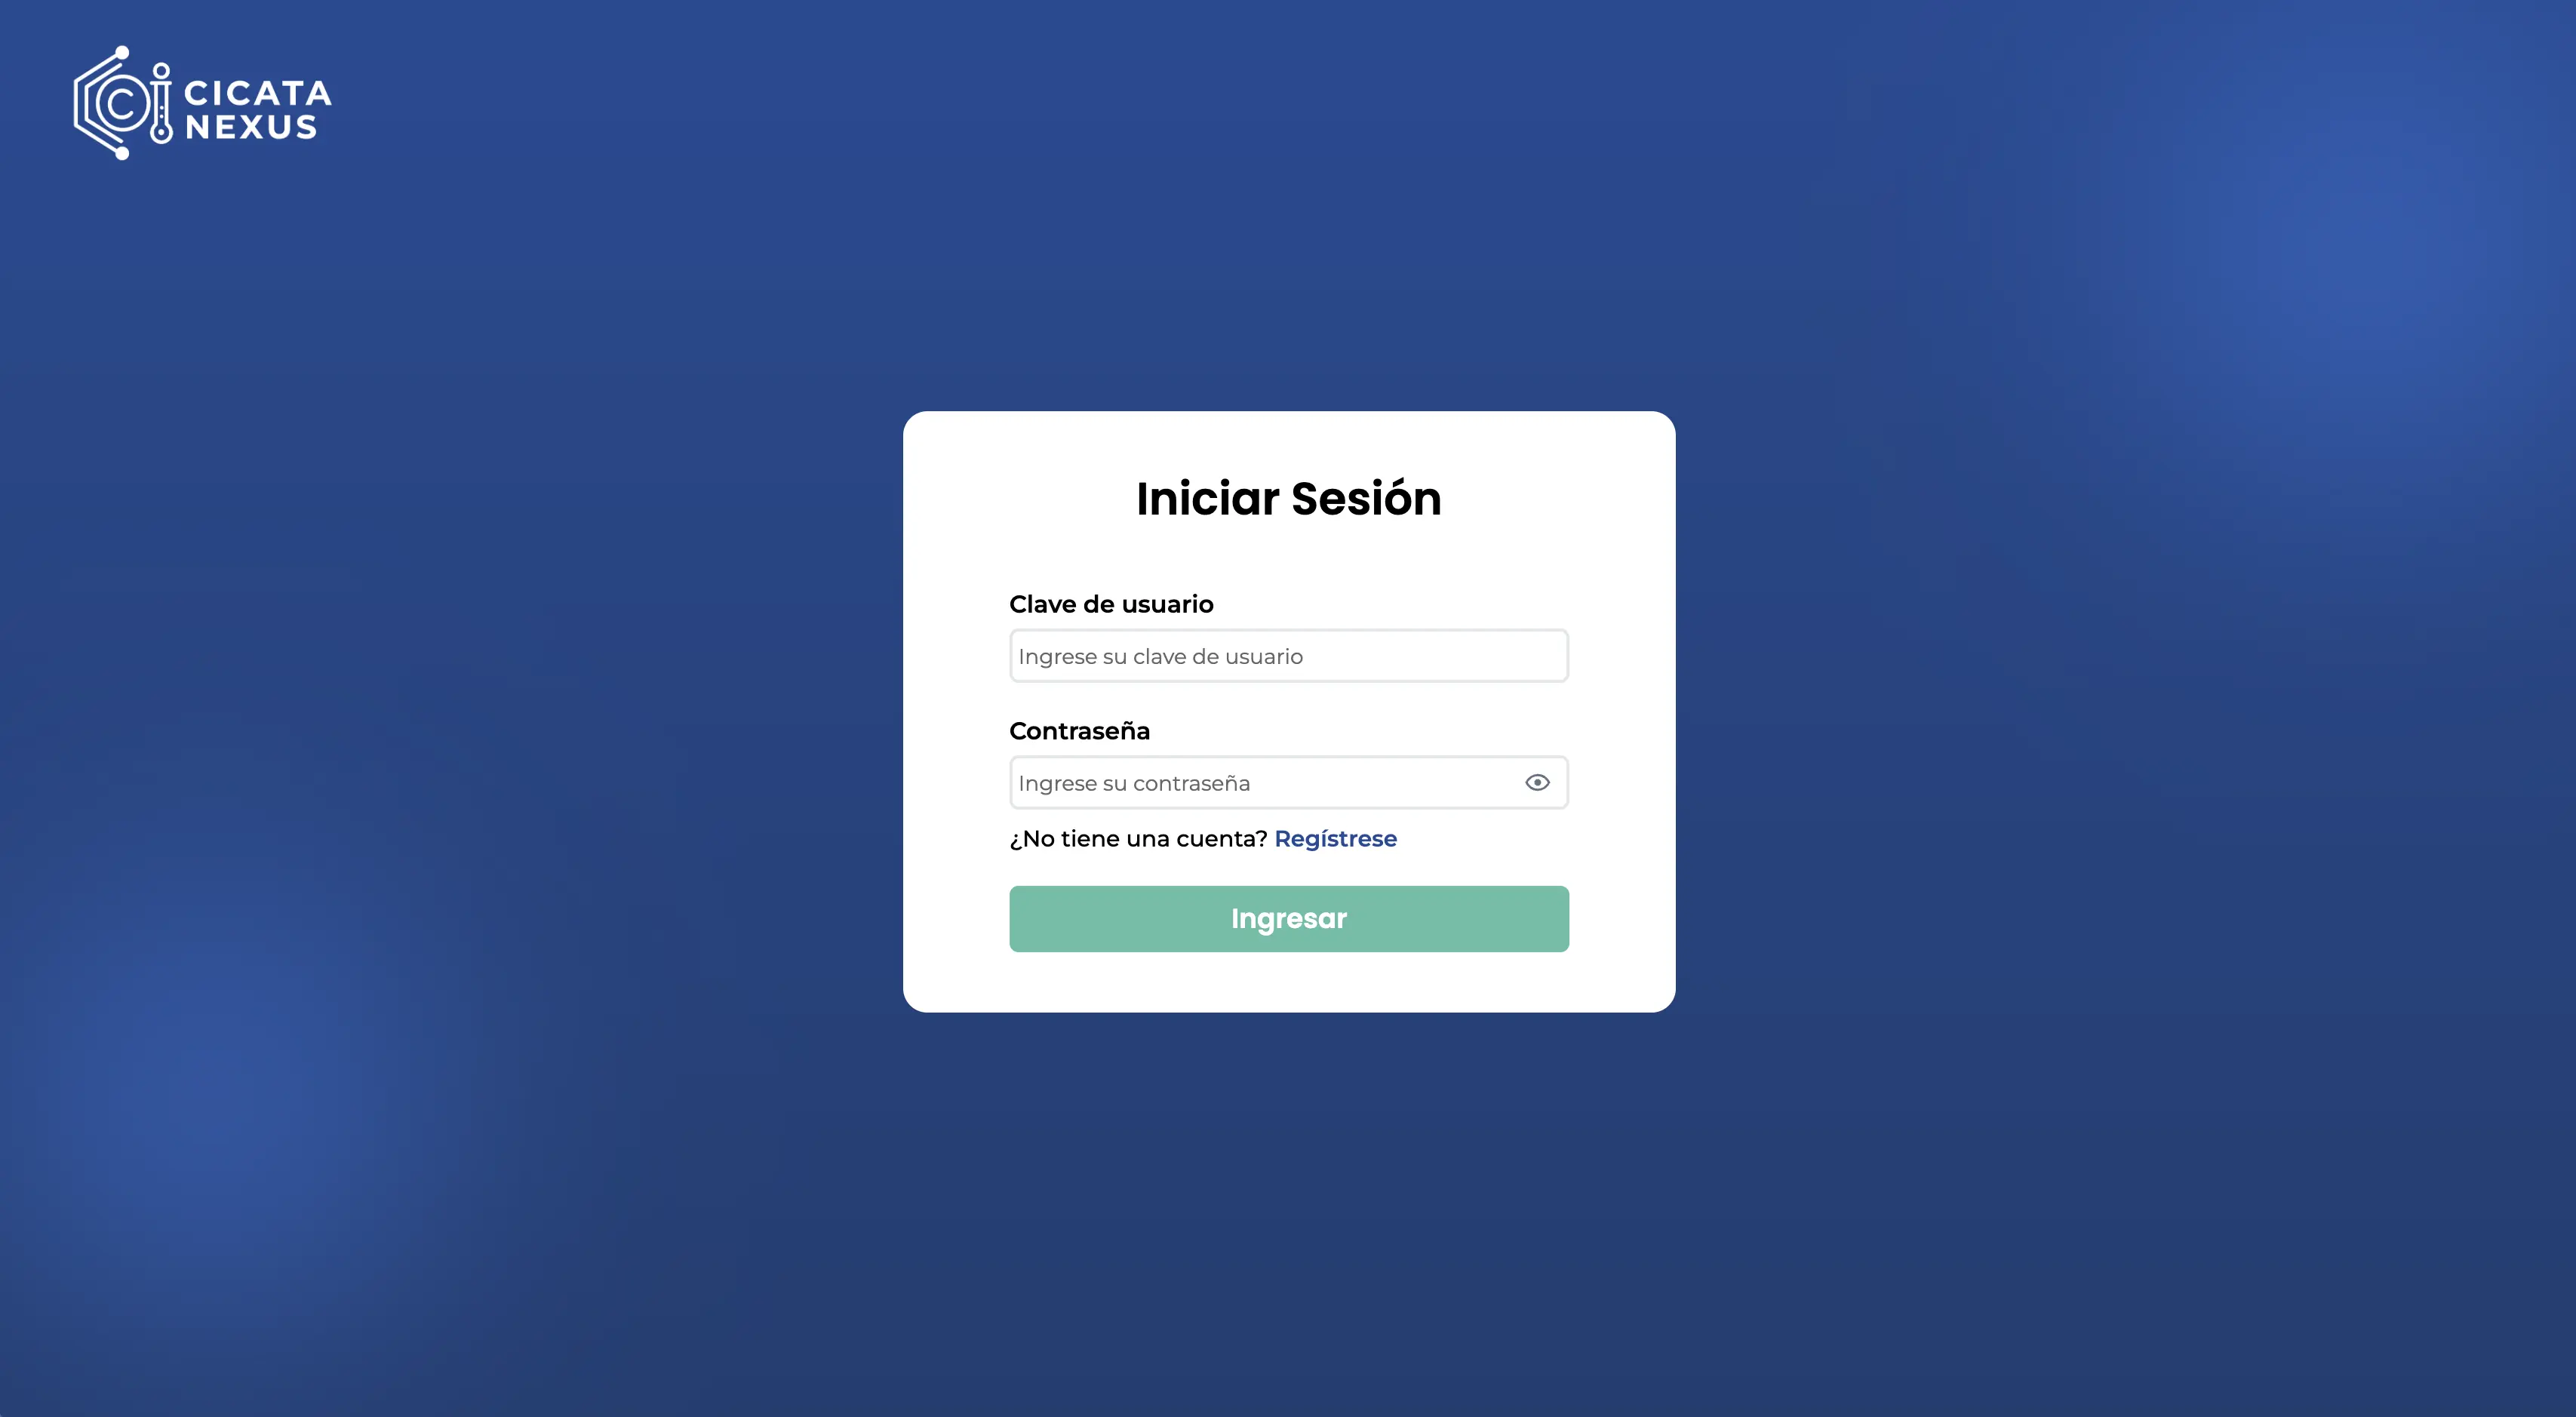 CICATA
NEXUS
Iniciar Sesión
Clave de usuario
Ingrese su clave de usuario
Contraseña
Ingrese su contraseña
¿No tiene una cuenta? Regístrese
Ingresar